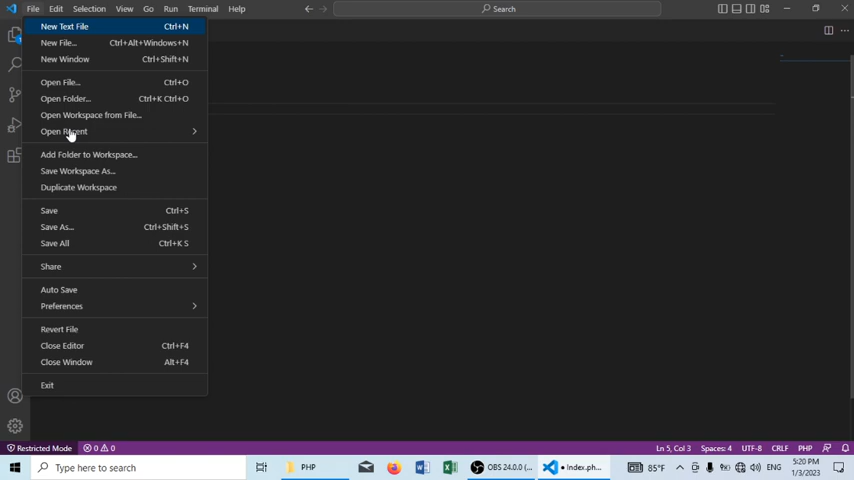 File Edit Selection View Go Run Terminal Help Search
New Text File Ctrl+N
New File... Ctrl+Alt+Windows+N
New Window Ctrl+Shift+N
Open File... Ctrl+O
Open Folder... Ctrl+K Ctrl+O
Open Workspace from File...
Open Recent
Add Folder to Workspace...
Save Workspace As...
Duplicate Workspace
Save Ctrl+S
Save As... Ctrl+Shift+S
Save All Ctrl+K S
Share
Auto Save
Preferences
Revert File
Close Editor Ctrl+F4
Close Window Alt+F4
Exit
Restricted Mode 0 0 Ln 5, Col 3 Spaces: 4 UTF-8 CRLF PHP
Type here to search PHP OBS 24.0.0 (... • Index.ph... 85°F ENG 5:20 PM
1/3/2023